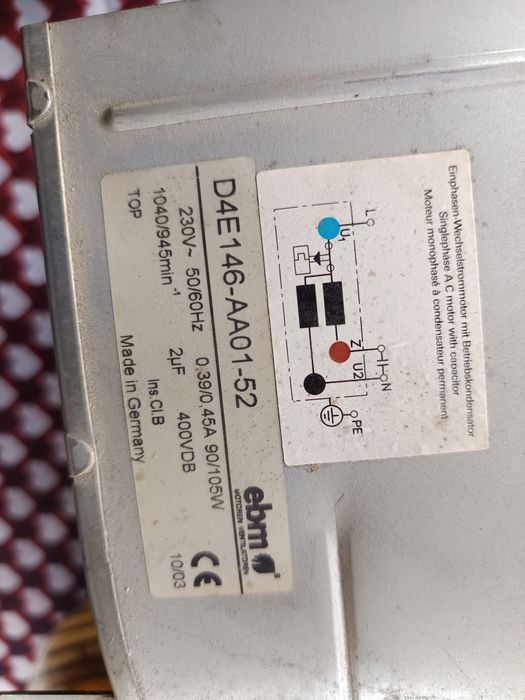 Einphasen-Wechselstrommotor mit Betriebskondensator
Singlephase A.C motor with capacitor
Moteur monophasé à condensateur permanent
L
N
PE
U1
Z
U2
ebm
MOTOREN VENTILATOREN
D4E146-AA01-52
230V~ 50/60Hz 0,39/0,45A 90/105W
1040/945min-1 2µF 400V/DB
TOP Ins.Cl.B
Made in Germany 10/03
CE